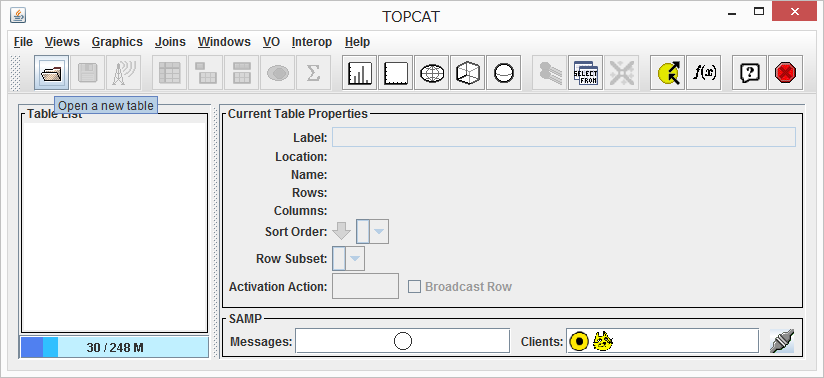 TOPCAT
File Views Graphics Joins Windows VO Interop Help
Σ SELECT FROM f(x) ?
Open a new table
Table List
30 / 248 M
Current Table Properties
Label:
Location:
Name:
Rows:
Columns:
Sort Order:
Row Subset:
Activation Action: Broadcast Row
SAMP
Messages: Clients: